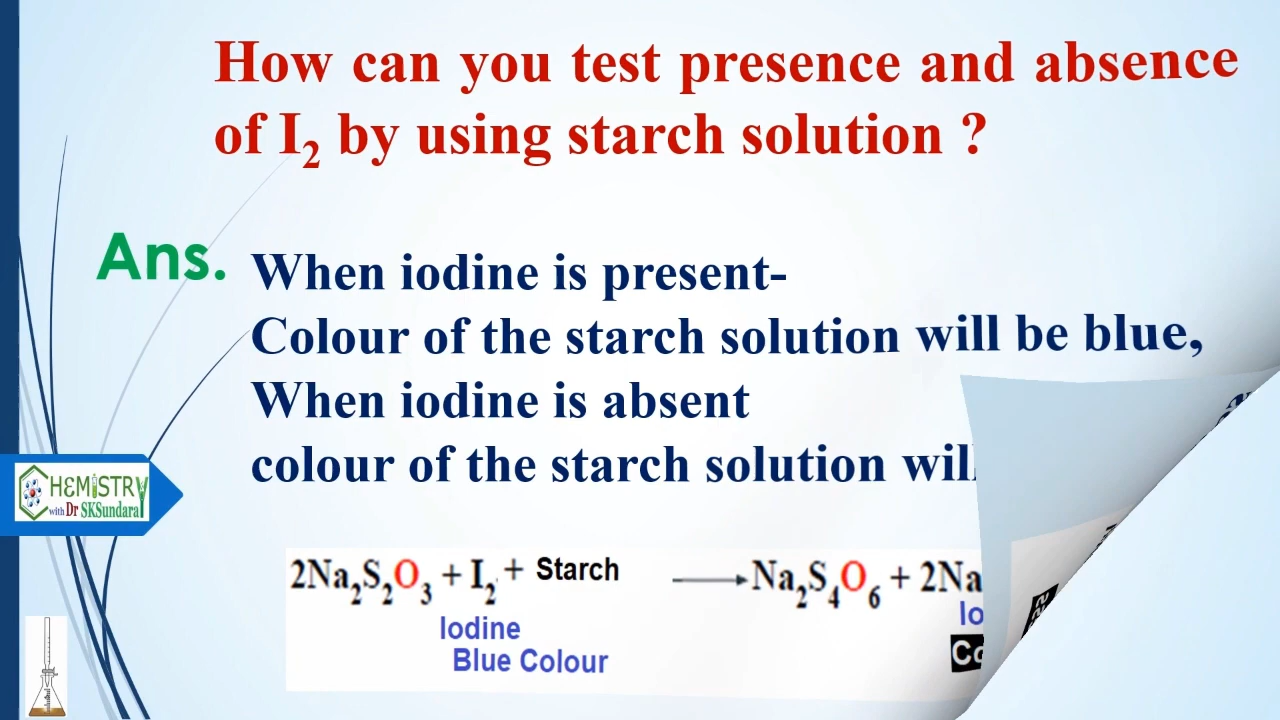 How can you test presence and absence
of I₂ by using starch solution ?
Ans.
When iodine is present-
Colour of the starch solution will be blue,
When iodine is absent
colour of the starch solution will
2Na₂S₂O₃ + I₂ + Starch → Na₂S₄O₆ + 2Na
Iodine
Blue Colour
CHEMISTRY
with Dr SKSundaray